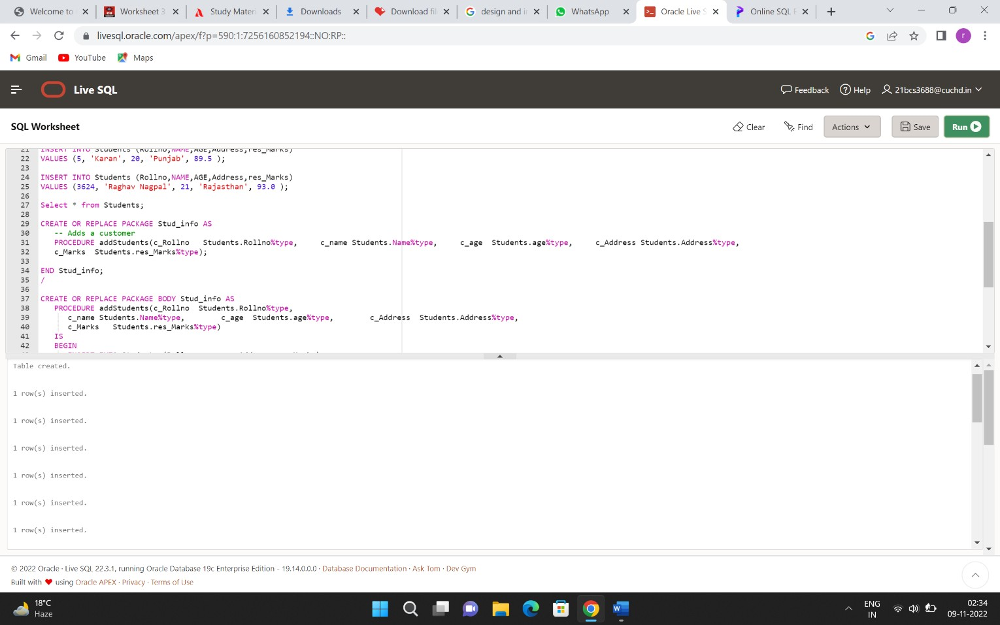 Welcome to
Worksheet 3
Study Materi
Downloads
Download fil
design and i
WhatsApp
Oracle Live S
Online SQL E
livesql.oracle.com/apex/f?p=590:1:7256160852194::NO:RP::
r
Gmail
YouTube
Maps
Live SQL
Feedback
Help
21bcs3688@cuchd.in
SQL Worksheet
Clear
Find
Actions
Save
Run
21 INSERT INTO Students (Rollno,NAME,AGE,Address,res_Marks)
22 VALUES (5, 'Karan', 20, 'Punjab', 89.5 );
23
24 INSERT INTO Students (Rollno,NAME,AGE,Address,res_Marks)
25 VALUES (3624, 'Raghav Nagpal', 21, 'Rajasthan', 93.0 );
26
27 Select * from Students;
28
29 CREATE OR REPLACE PACKAGE Stud_info AS
30 -- Adds a customer
31 PROCEDURE addStudents(c_Rollno Students.Rollno%type, c_name Students.Name%type, c_age Students.age%type, c_Address Students.Address%type,
32 c_Marks Students.res_Marks%type);
33
34 END Stud_info;
35 /
36
37 CREATE OR REPLACE PACKAGE BODY Stud_info AS
38 PROCEDURE addStudents(c_Rollno Students.Rollno%type,
39 c_name Students.Name%type, c_age Students.age%type, c_Address Students.Address%type,
40 c_Marks Students.res_Marks%type)
41 IS
42 BEGIN
Table created.
1 row(s) inserted.
1 row(s) inserted.
1 row(s) inserted.
1 row(s) inserted.
1 row(s) inserted.
1 row(s) inserted.
© 2022 Oracle · Live SQL 22.3.1, running Oracle Database 19c Enterprise Edition - 19.14.0.0.0 · Database Documentation · Ask Tom · Dev Gym
Built with ❤ using Oracle APEX · Privacy · Terms of Use
18°C
Haze
ENG
IN
02:34
09-11-2022